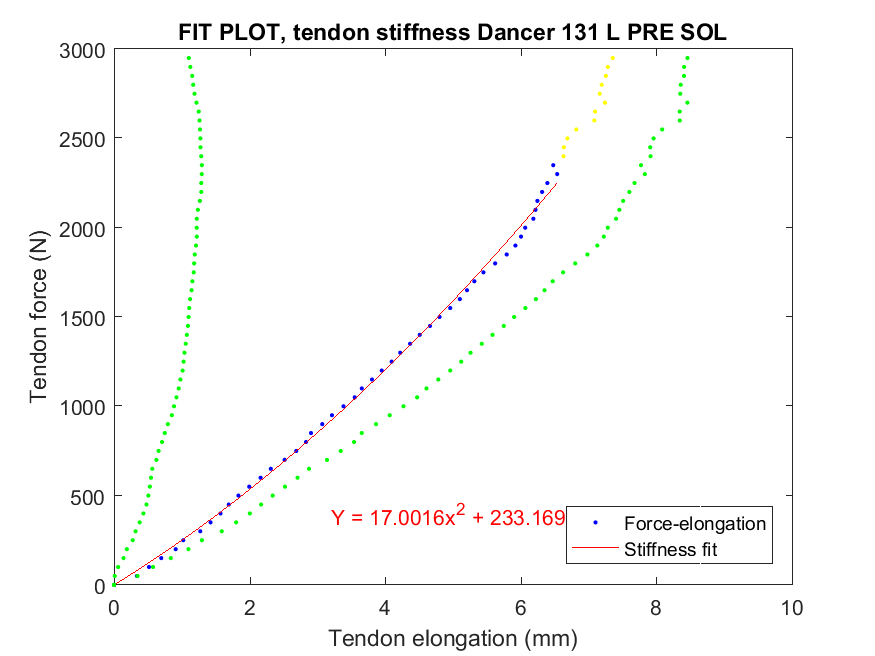 FIT PLOT, tendon stiffness Dancer 131 L PRE SOL
3000
2500
2000
1500
1000
500
0
Tendon force (N)
Y = 17.0016x² + 233.169
Force-elongation
Stiffness fit
0 2 4 6 8 10
Tendon elongation (mm)